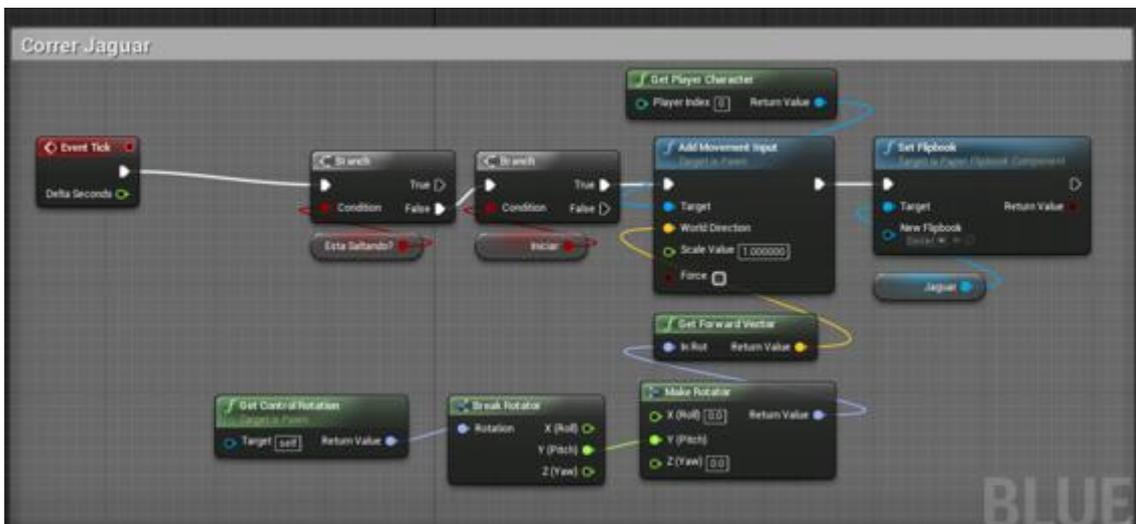 Correr Jaguar
Get Player Character
Player Index 0 Return Value
Event Tick
Delta Seconds
Branch
True
Condition False
Esta Saltando?
Branch
True
Condition False
Iniciar
Add Movement Input
Target is Pawn
Target
World Direction
Scale Value 1.000000
Force
Set Flipbook
Target is Paper Flipbook Component
Target Return Value
New Flipbook
Jaguar
Get Forward Vector
In Rot Return Value
Get Control Rotation
Target is Pawn
Target self Return Value
Break Rotator
Rotation X (Roll)
Y (Pitch)
Z (Yaw)
Make Rotator
X (Roll) 0.0 Return Value
Y (Pitch)
Z (Yaw) 0.0
BLUE